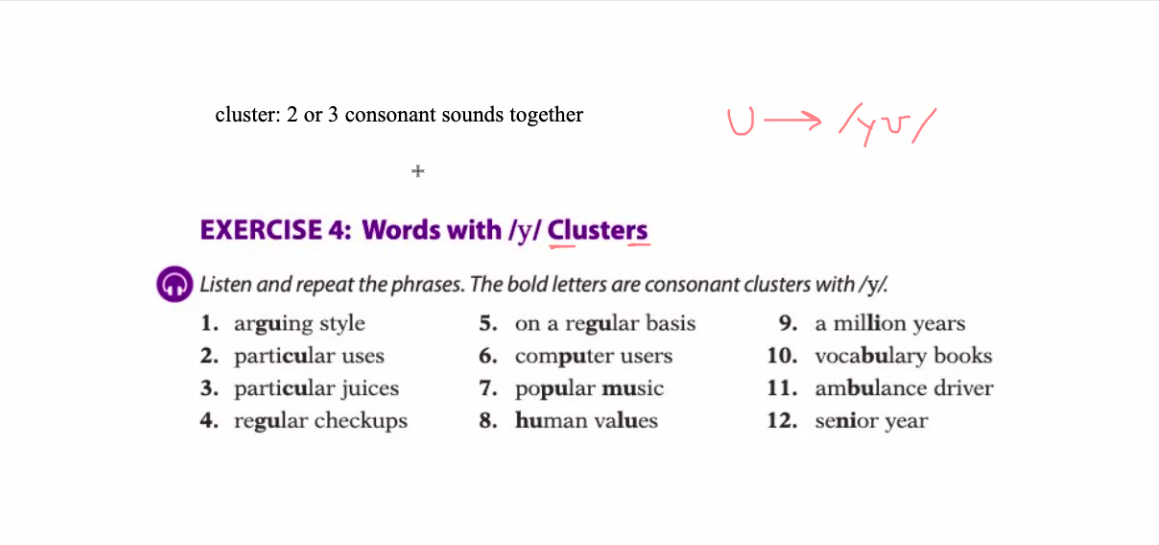 cluster: 2 or 3 consonant sounds together
U → /yʊ/
EXERCISE 4: Words with /y/ Clusters
Listen and repeat the phrases. The bold letters are consonant clusters with /y/.
1. arguing style
2. particular uses
3. particular juices
4. regular checkups
5. on a regular basis
6. computer users
7. popular music
8. human values
9. a million years
10. vocabulary books
11. ambulance driver
12. senior year